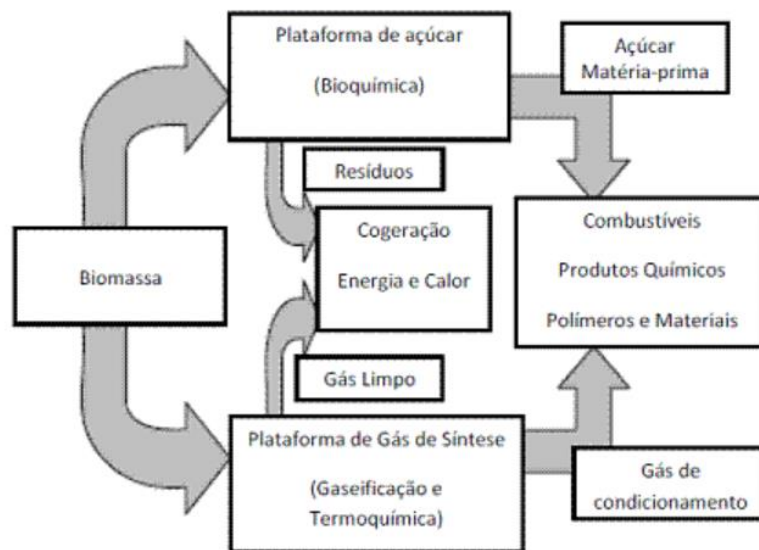 Plataforma de açúcar
(Bioquímica)
Açúcar
Matéria-prima
Resíduos
Biomassa
Cogeração
Energia e Calor
Combustíveis
Produtos Químicos
Polímeros e Materiais
Gás Limpo
Plataforma de Gás de Síntese
(Gaseificação e
Termoquímica)
Gás de
condicionamento